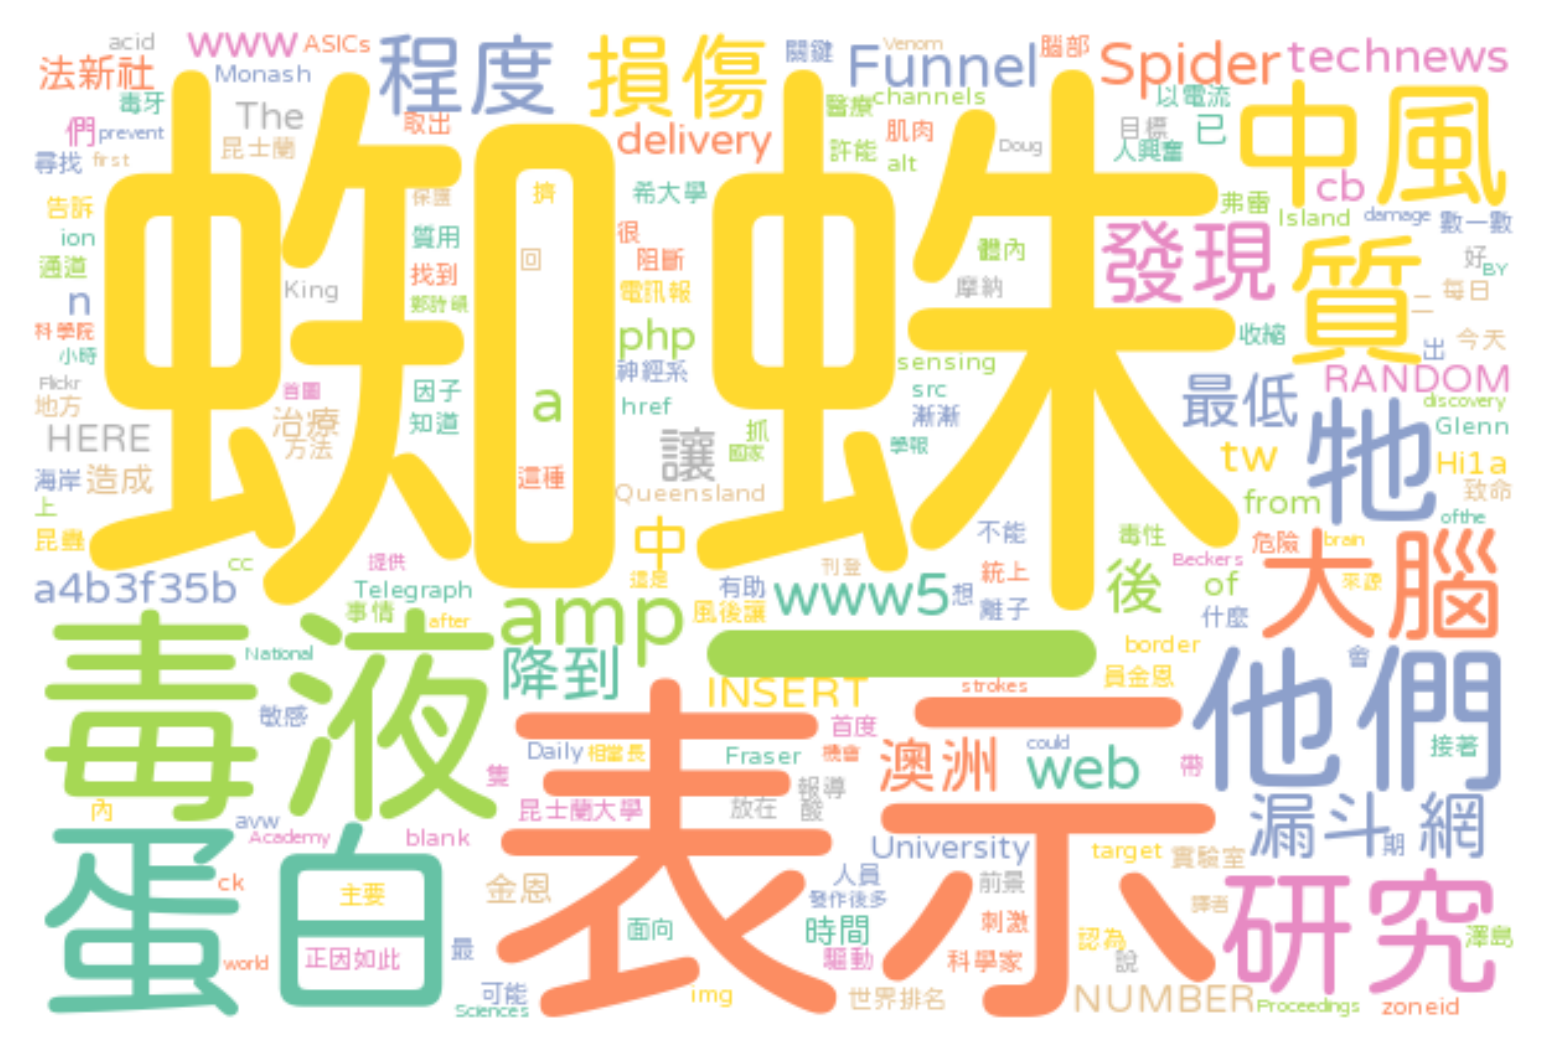 acid
www
ASICs
程度
損傷
關鍵
Venom
腦部
Funnel
Spider
technews
法新社
Monash
毒牙
The
們
prevent
取出
delivery
醫療
channels
以電流
目標
已
中風
尋找
first
昆士蘭
許能
肌肉
alt
Doug
人興奮
cb
蜘蛛
告訴
保護
擠
希大學
弗雷
Island
damage
數一數
ion
質用
很
體內
發現
質
好
BY
通道
找到
回
阻斷
n
King
電訊報
摩納
二
每日
科學院
php
收縮
出
今天
小時
神經系
sensing
Flickr
首圖
因子
src
最低
RANDOM
地方
治療
a
href
漸漸
牠
discovery
HERE
方法
知道
讓
抓
國家
學報
tw
Glenn
Hi1a
海岸
造成
這種
Queensland
from
致命
上
中
不能
毒性
ofthe
昆蟲
危險
brain
cc
提供
這是
刊登
統上
Beckers
大腦
a4b3f35b
Telegraph
amp
有助
www5
想
後
of
來源
事情
after
風後讓
離子
什麼
毒液
一
National
降到
border
會
他們
員金恩
敏感
INSERT
strokes
表示
首度
Daily
相當長
Fraser
機會
澳洲
could
web
帶
接著
隻
報導
內
昆士蘭大學
放在
酸
漏斗
網
avw
Academy
blank
University
target
實驗室
期
蛋白
ck
主要
金恩
人員
前景
研究
發作後多
譯者
面向
時間
刺激
認為
澤島
正因如此
最
world
驅動
科學家
說
可能
img
世界排名
NUMBER
Sciences
Proceedings
zoneid